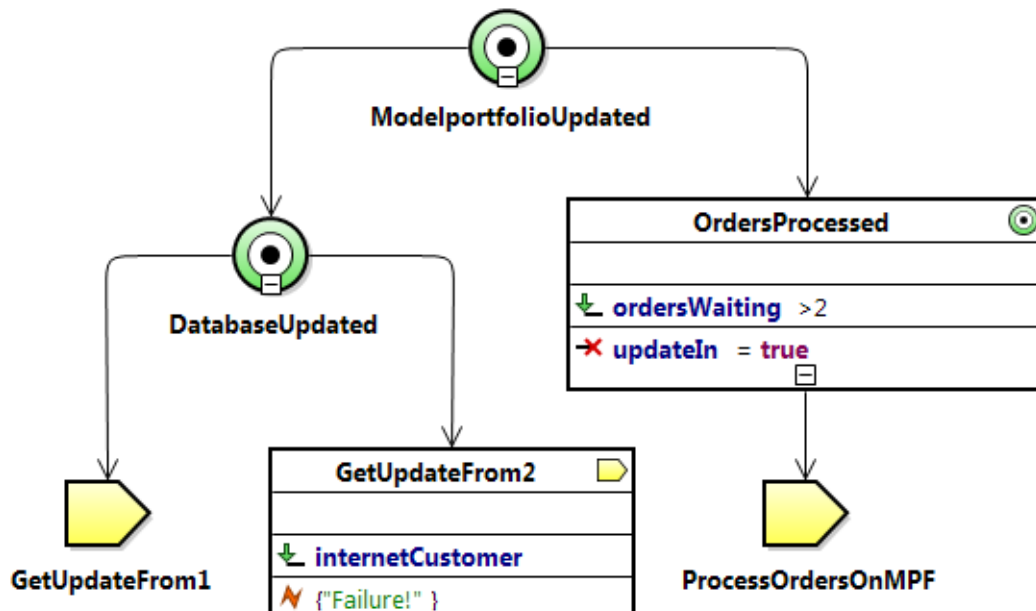 ModelportfolioUpdated
OrdersProcessed
ordersWaiting >2
updateIn = true
DatabaseUpdated
GetUpdateFrom2
internetCustomer
{"Failure!" }
GetUpdateFrom1
ProcessOrdersOnMPF